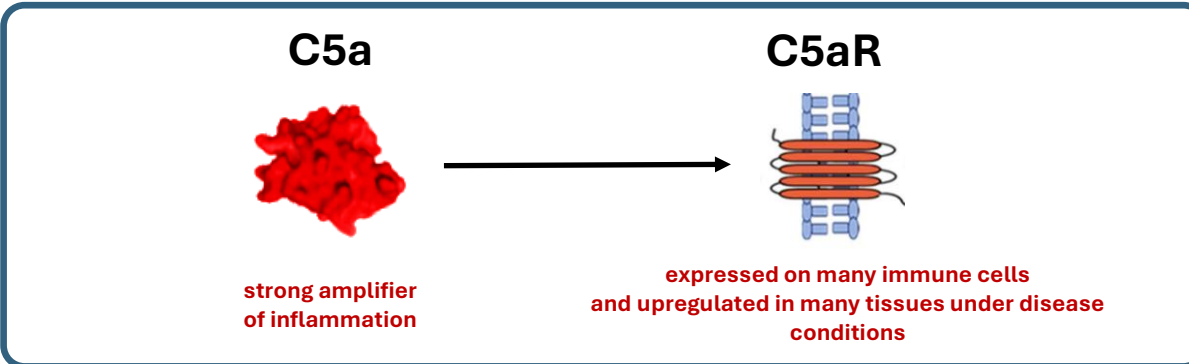 C5a
C5aR
strong amplifier
of inflammation
expressed on many immune cells
and upregulated in many tissues under disease
conditions